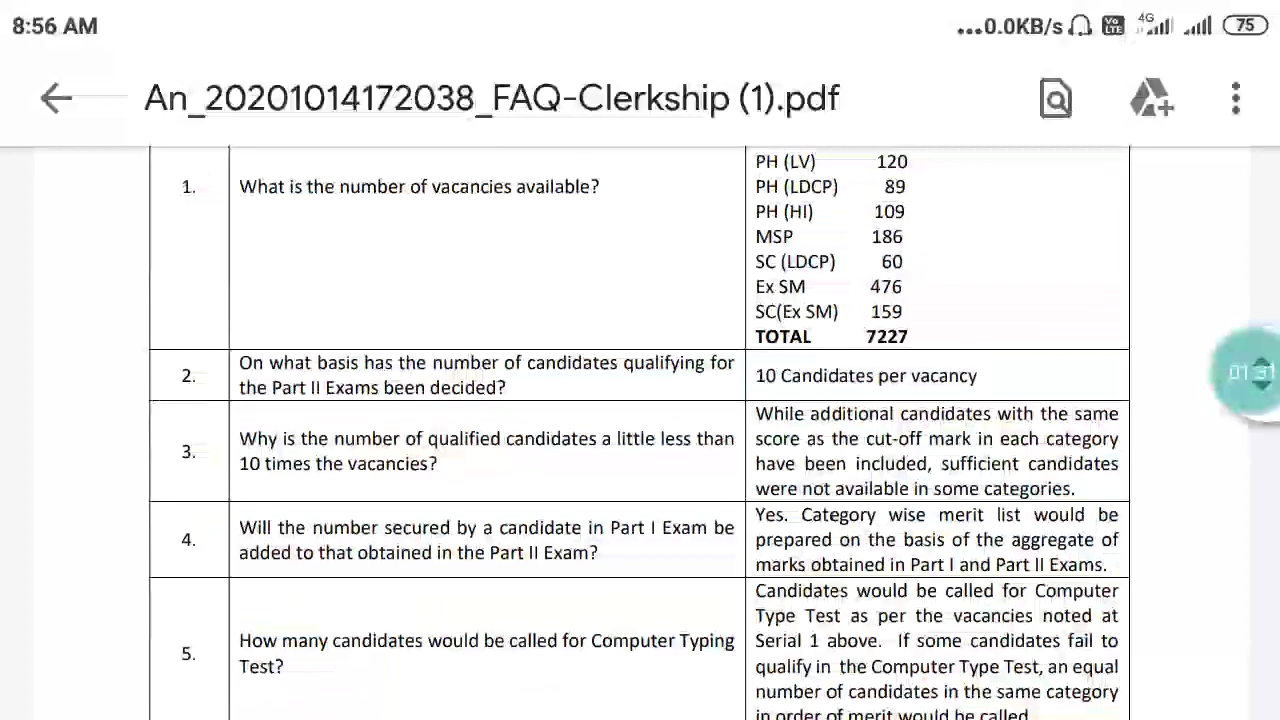 8:56 AM
...0.0KB/s Vo LTE 4G 75
An_20201014172038_FAQ-Clerkship (1).pdf
PH (LV) 120
1. What is the number of vacancies available?
PH (LDCP) 89
PH (HI) 109
MSP 186
SC (LDCP) 60
Ex SM 476
SC(Ex SM) 159
TOTAL 7227
2.
On what basis has the number of candidates qualifying for
the Part II Exams been decided?
10 Candidates per vacancy
3.
Why is the number of qualified candidates a little less than
10 times the vacancies?
While additional candidates with the same
score as the cut-off mark in each category
have been included, sufficient candidates
were not available in some categories.
4.
Will the number secured by a candidate in Part I Exam be
added to that obtained in the Part II Exam?
Yes. Category wise merit list would be
prepared on the basis of the aggregate of
marks obtained in Part I and Part II Exams.
5.
How many candidates would be called for Computer Typing
Test?
Candidates would be called for Computer
Type Test as per the vacancies noted at
Serial 1 above. If some candidates fail to
qualify in the Computer Type Test, an equal
number of candidates in the same category
in order of merit would be called
01:31